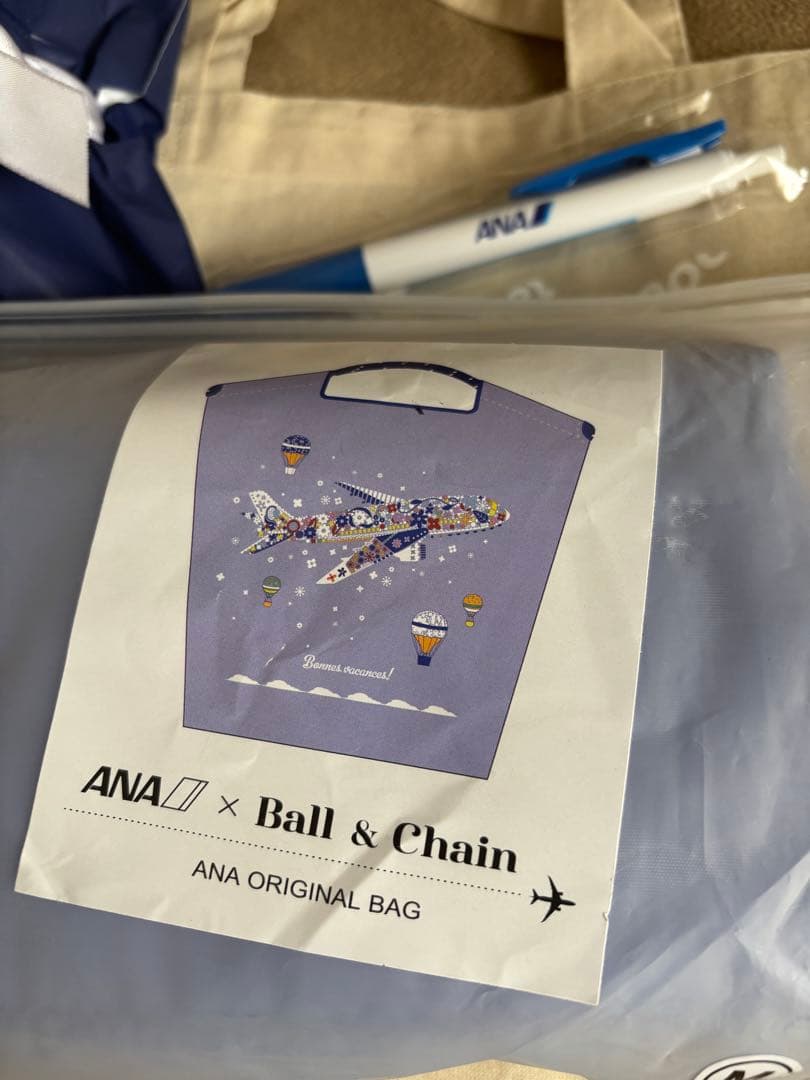 ANA
Bonnes vacances!
ANA × Ball & Chain
ANA ORIGINAL BAG